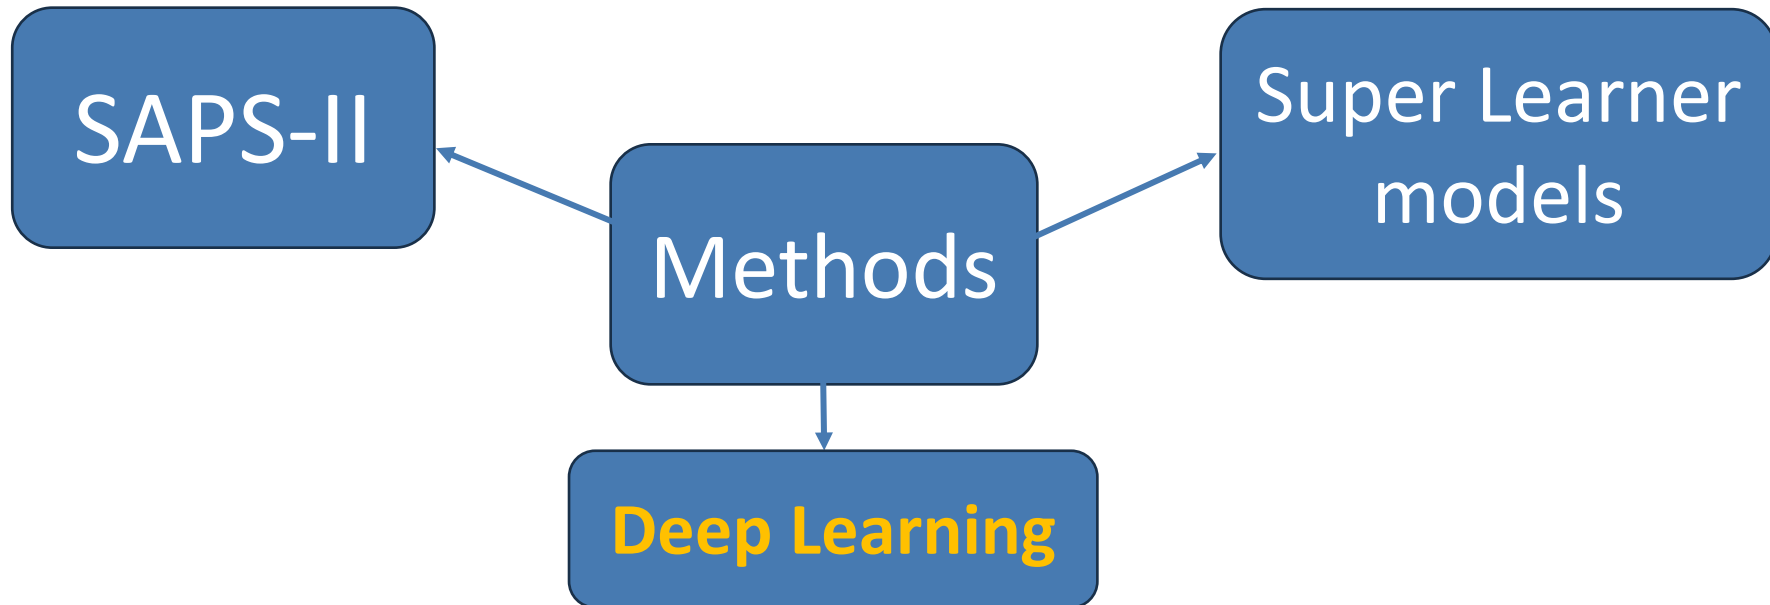 SAPS-II
Super Learner
models
Methods
Deep Learning